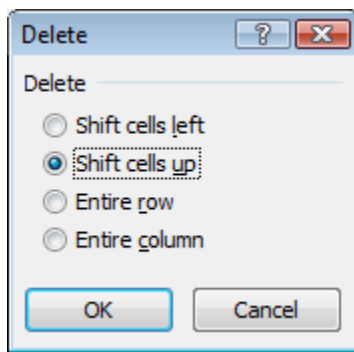 Delete
Delete
Shift cells left
Shift cells up
Entire row
Entire column
OK Cancel